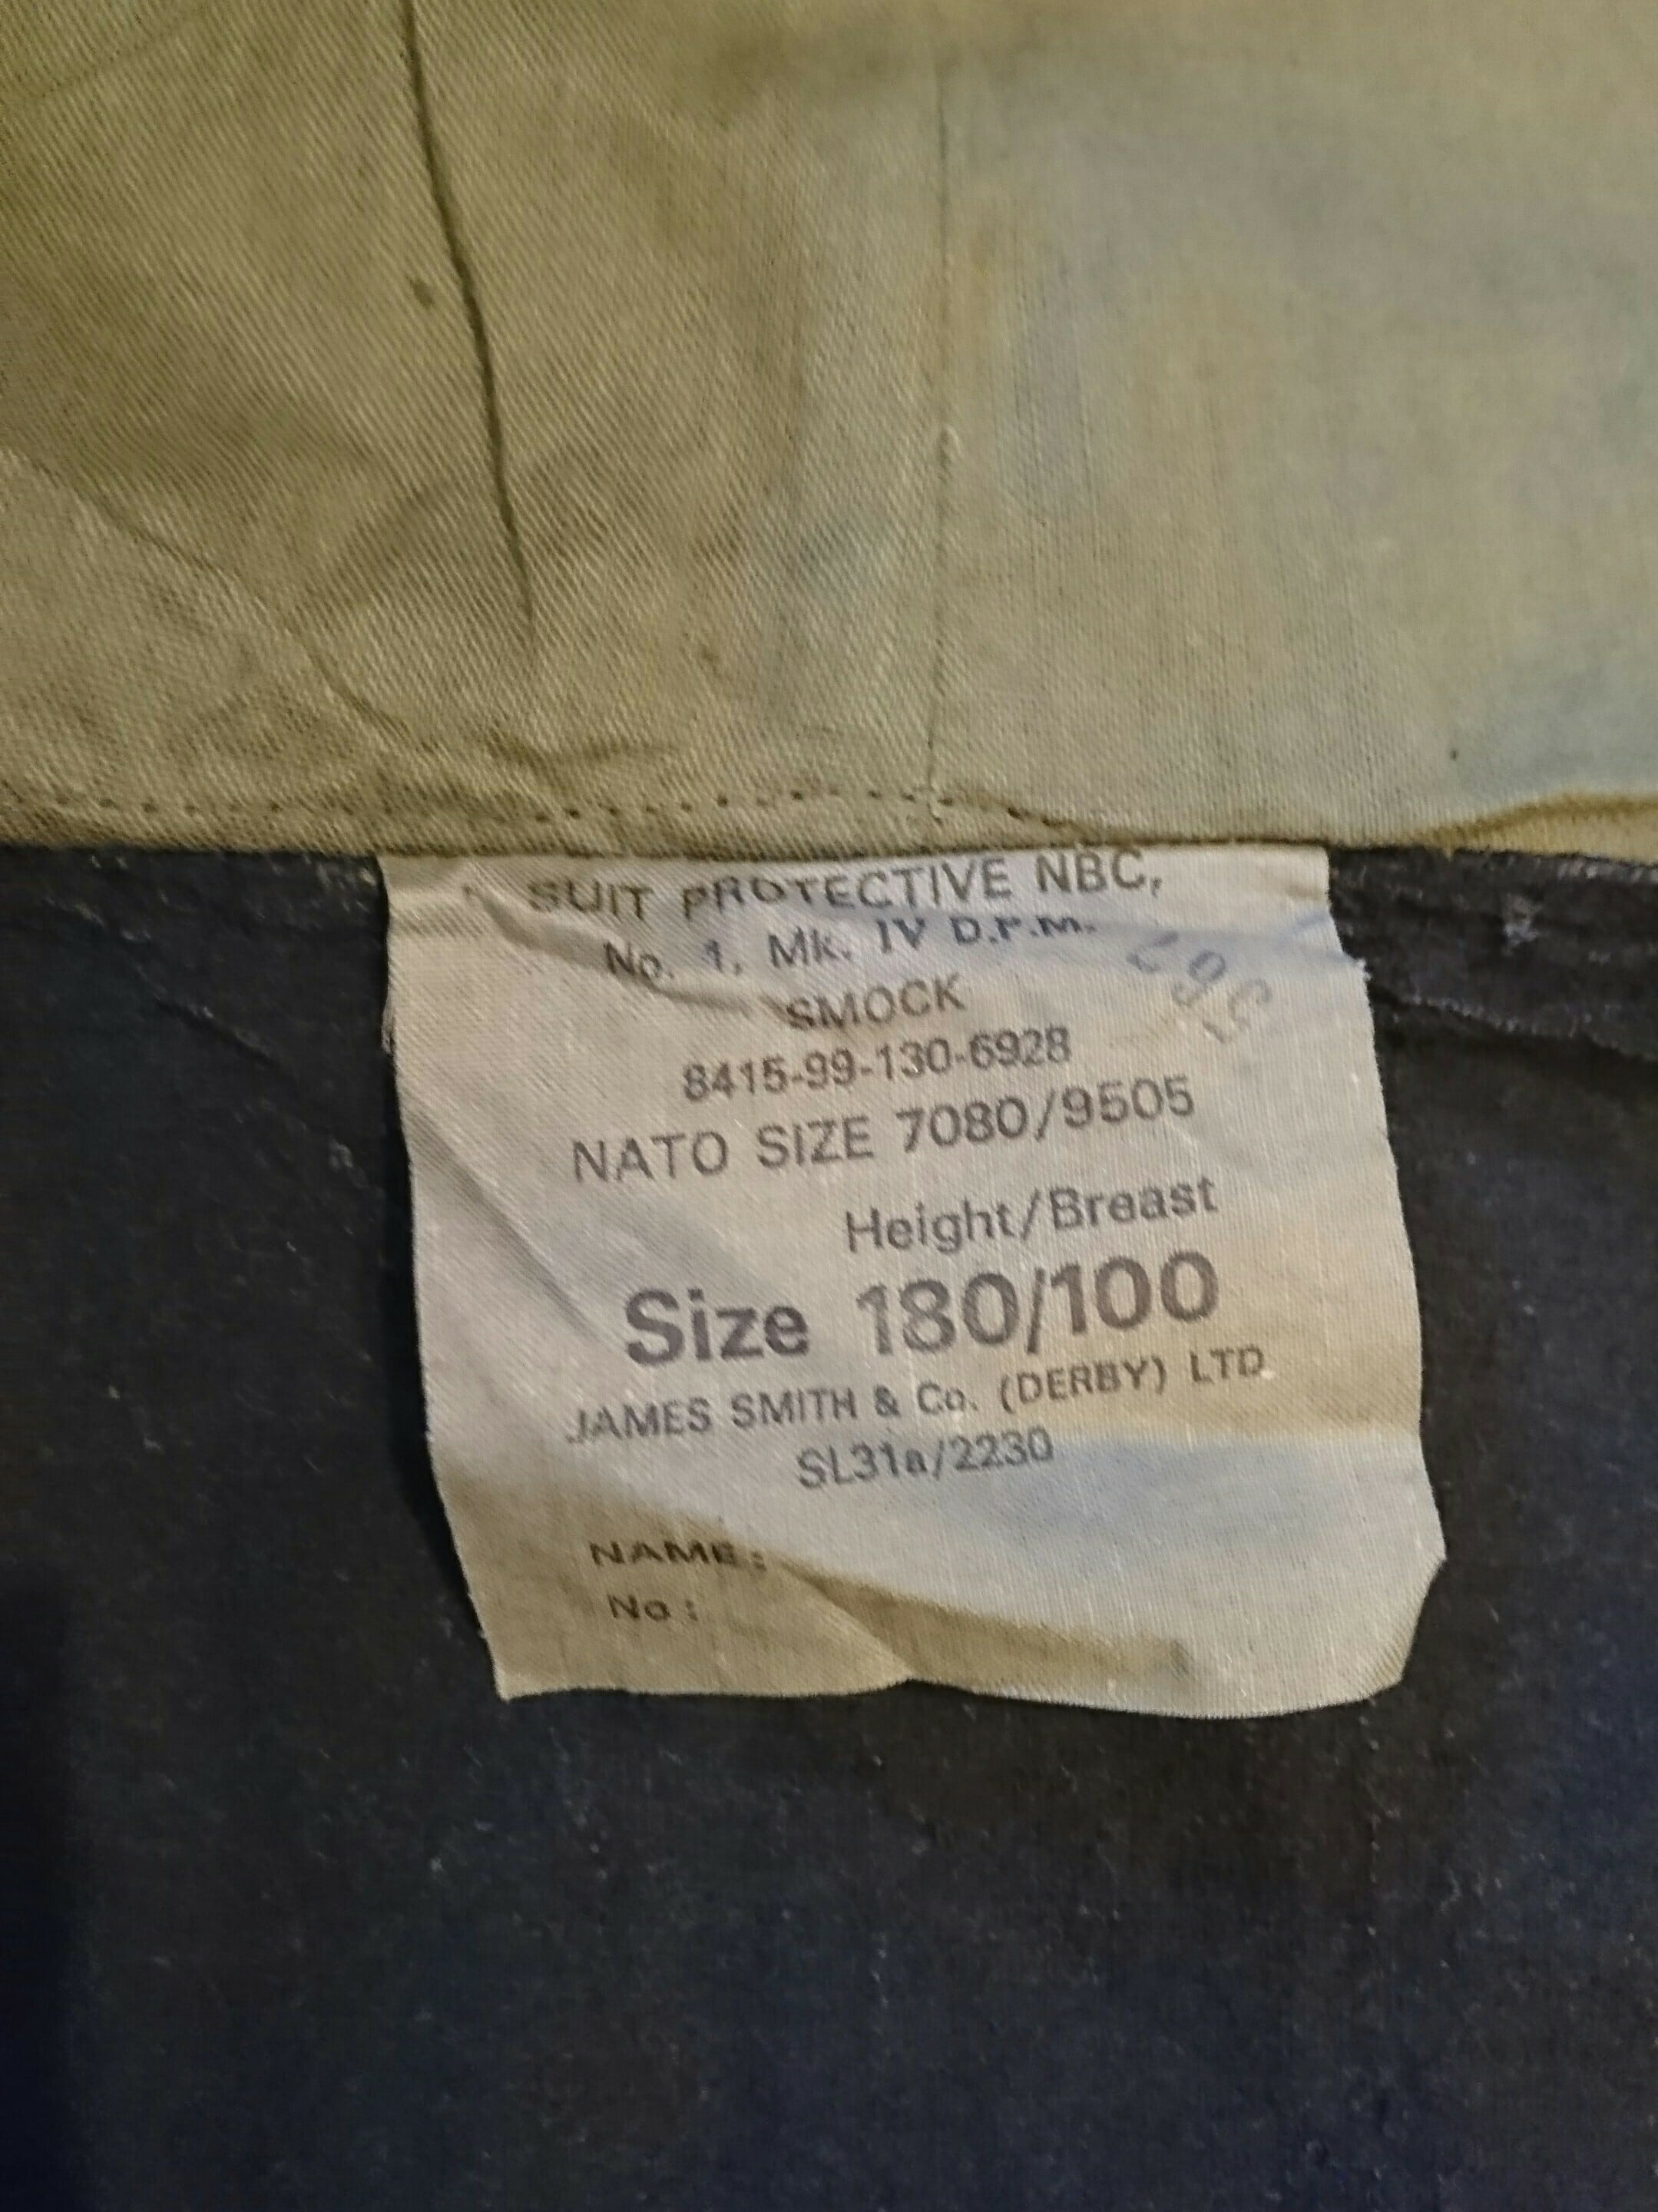 SUIT PROTECTIVE NBC,
No. 1, Mk. IV D.P.M.
SMOCK
8415-99-130-6928
NATO SIZE 7080/9505
Height/Breast
Size 180/100
JAMES SMITH & Co. (DERBY) LTD.
SL31a/2230
NAME:
No: